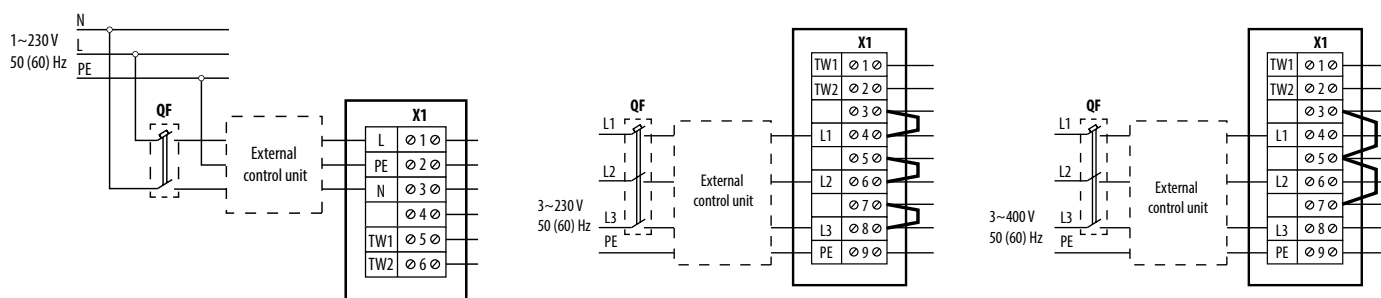 N
1~230 V
L
50 (60) Hz
PE
QF
External
control unit
X1
L 1
PE 2
N 3
4
TW1 5
TW2 6
QF
L1
L2
3~230 V
L3
50 (60) Hz
PE
External
control unit
X1
TW1 1
TW2 2
3
L1 4
5
L2 6
7
L3 8
PE 9
QF
L1
L2
3~400 V
L3
50 (60) Hz
PE
External
control unit
X1
TW1 1
TW2 2
3
L1 4
5
L2 6
7
L3 8
PE 9